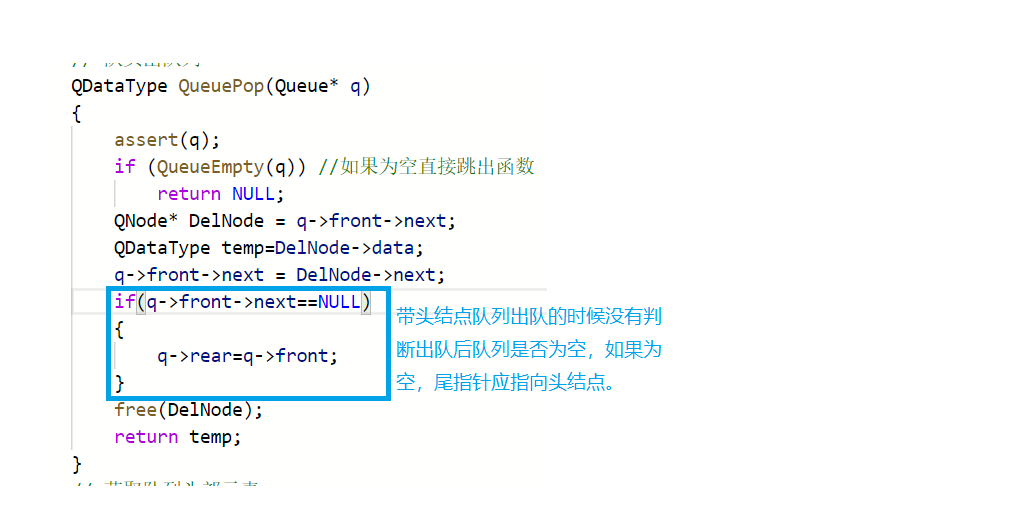 QDataType QueuePop(Queue* q)
{
assert(q);
if (QueueEmpty(q)) //如果为空直接跳出函数
return NULL;
QNode* DelNode = q->front->next;
QDataType temp=DelNode->data;
q->front->next = DelNode->next;
if(q->front->next==NULL)
{
q->rear=q->front;
}
带头结点队列出队的时候没有判
断出队后队列是否为空，如果为
空，尾指针应指向头结点。
free(DelNode);
return temp;
}